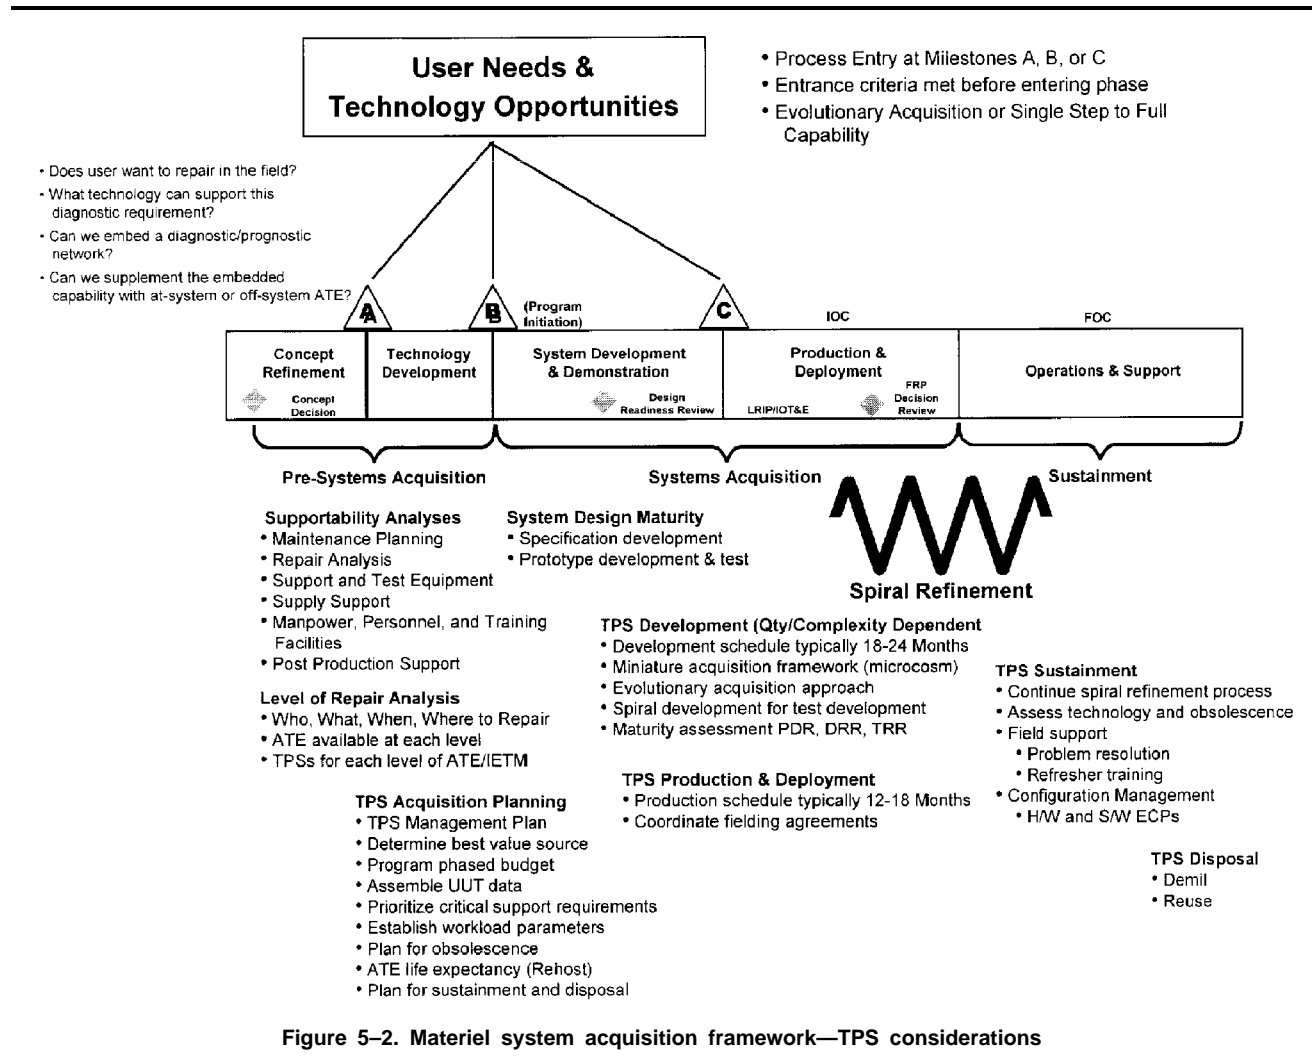 User Needs &
Technology Opportunities
• Process Entry at Milestones A, B, or C
• Entrance criteria met before entering phase
• Evolutionary Acquisition or Single Step to Full
Capability
• Does user want to repair in the field?
• What technology can support this
diagnostic requirement?
• Can we embed a diagnostic/prognostic
network?
• Can we supplement the embedded
capability with at-system or off-system ATE?
A
B
(Program
Initiation)
C
IOC
FOC
Concept
Refinement
Concept
Decision
Technology
Development
System Development
& Demonstration
Design
Readiness Review
Production &
Deployment
LRIP/IOT&E
FRP
Decision
Review
Operations & Support
Pre-Systems Acquisition
Systems Acquisition
Sustainment
Supportability Analyses
• Maintenance Planning
• Repair Analysis
• Support and Test Equipment
• Supply Support
• Manpower, Personnel, and Training
Facilities
• Post Production Support
Level of Repair Analysis
• Who, What, When, Where to Repair
• ATE available at each level
• TPSs for each level of ATE/IETM
TPS Acquisition Planning
• TPS Management Plan
• Determine best value source
• Program phased budget
• Assemble UUT data
• Prioritize critical support requirements
• Establish workload parameters
• Plan for obsolescence
• ATE life expectancy (Rehost)
• Plan for sustainment and disposal
System Design Maturity
• Specification development
• Prototype development & test
Spiral Refinement
TPS Development (Qty/Complexity Dependent
• Development schedule typically 18-24 Months
• Miniature acquisition framework (microcosm)
• Evolutionary acquisition approach
• Spiral development for test development
• Maturity assessment PDR, DRR, TRR
TPS Production & Deployment
• Production schedule typically 12-18 Months
• Coordinate fielding agreements
TPS Sustainment
• Continue spiral refinement process
• Assess technology and obsolescence
• Field support
• Problem resolution
• Refresher training
• Configuration Management
• H/W and S/W ECPs
TPS Disposal
• Demil
• Reuse
Figure 5–2. Materiel system acquisition framework—TPS considerations